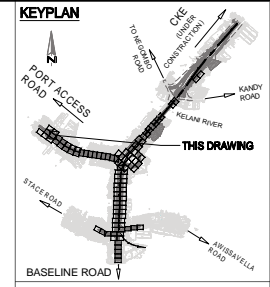 KEYPLAN
N
CKE
(UNDER
CONSTRACTION)
TO NEGOMBO
ROAD
PORT ACCESS
ROAD
KANDY
ROAD
KELANI RIVER
THIS DRAWING
STACE ROAD
AWISSAVELLA
ROAD
BASELINE ROAD